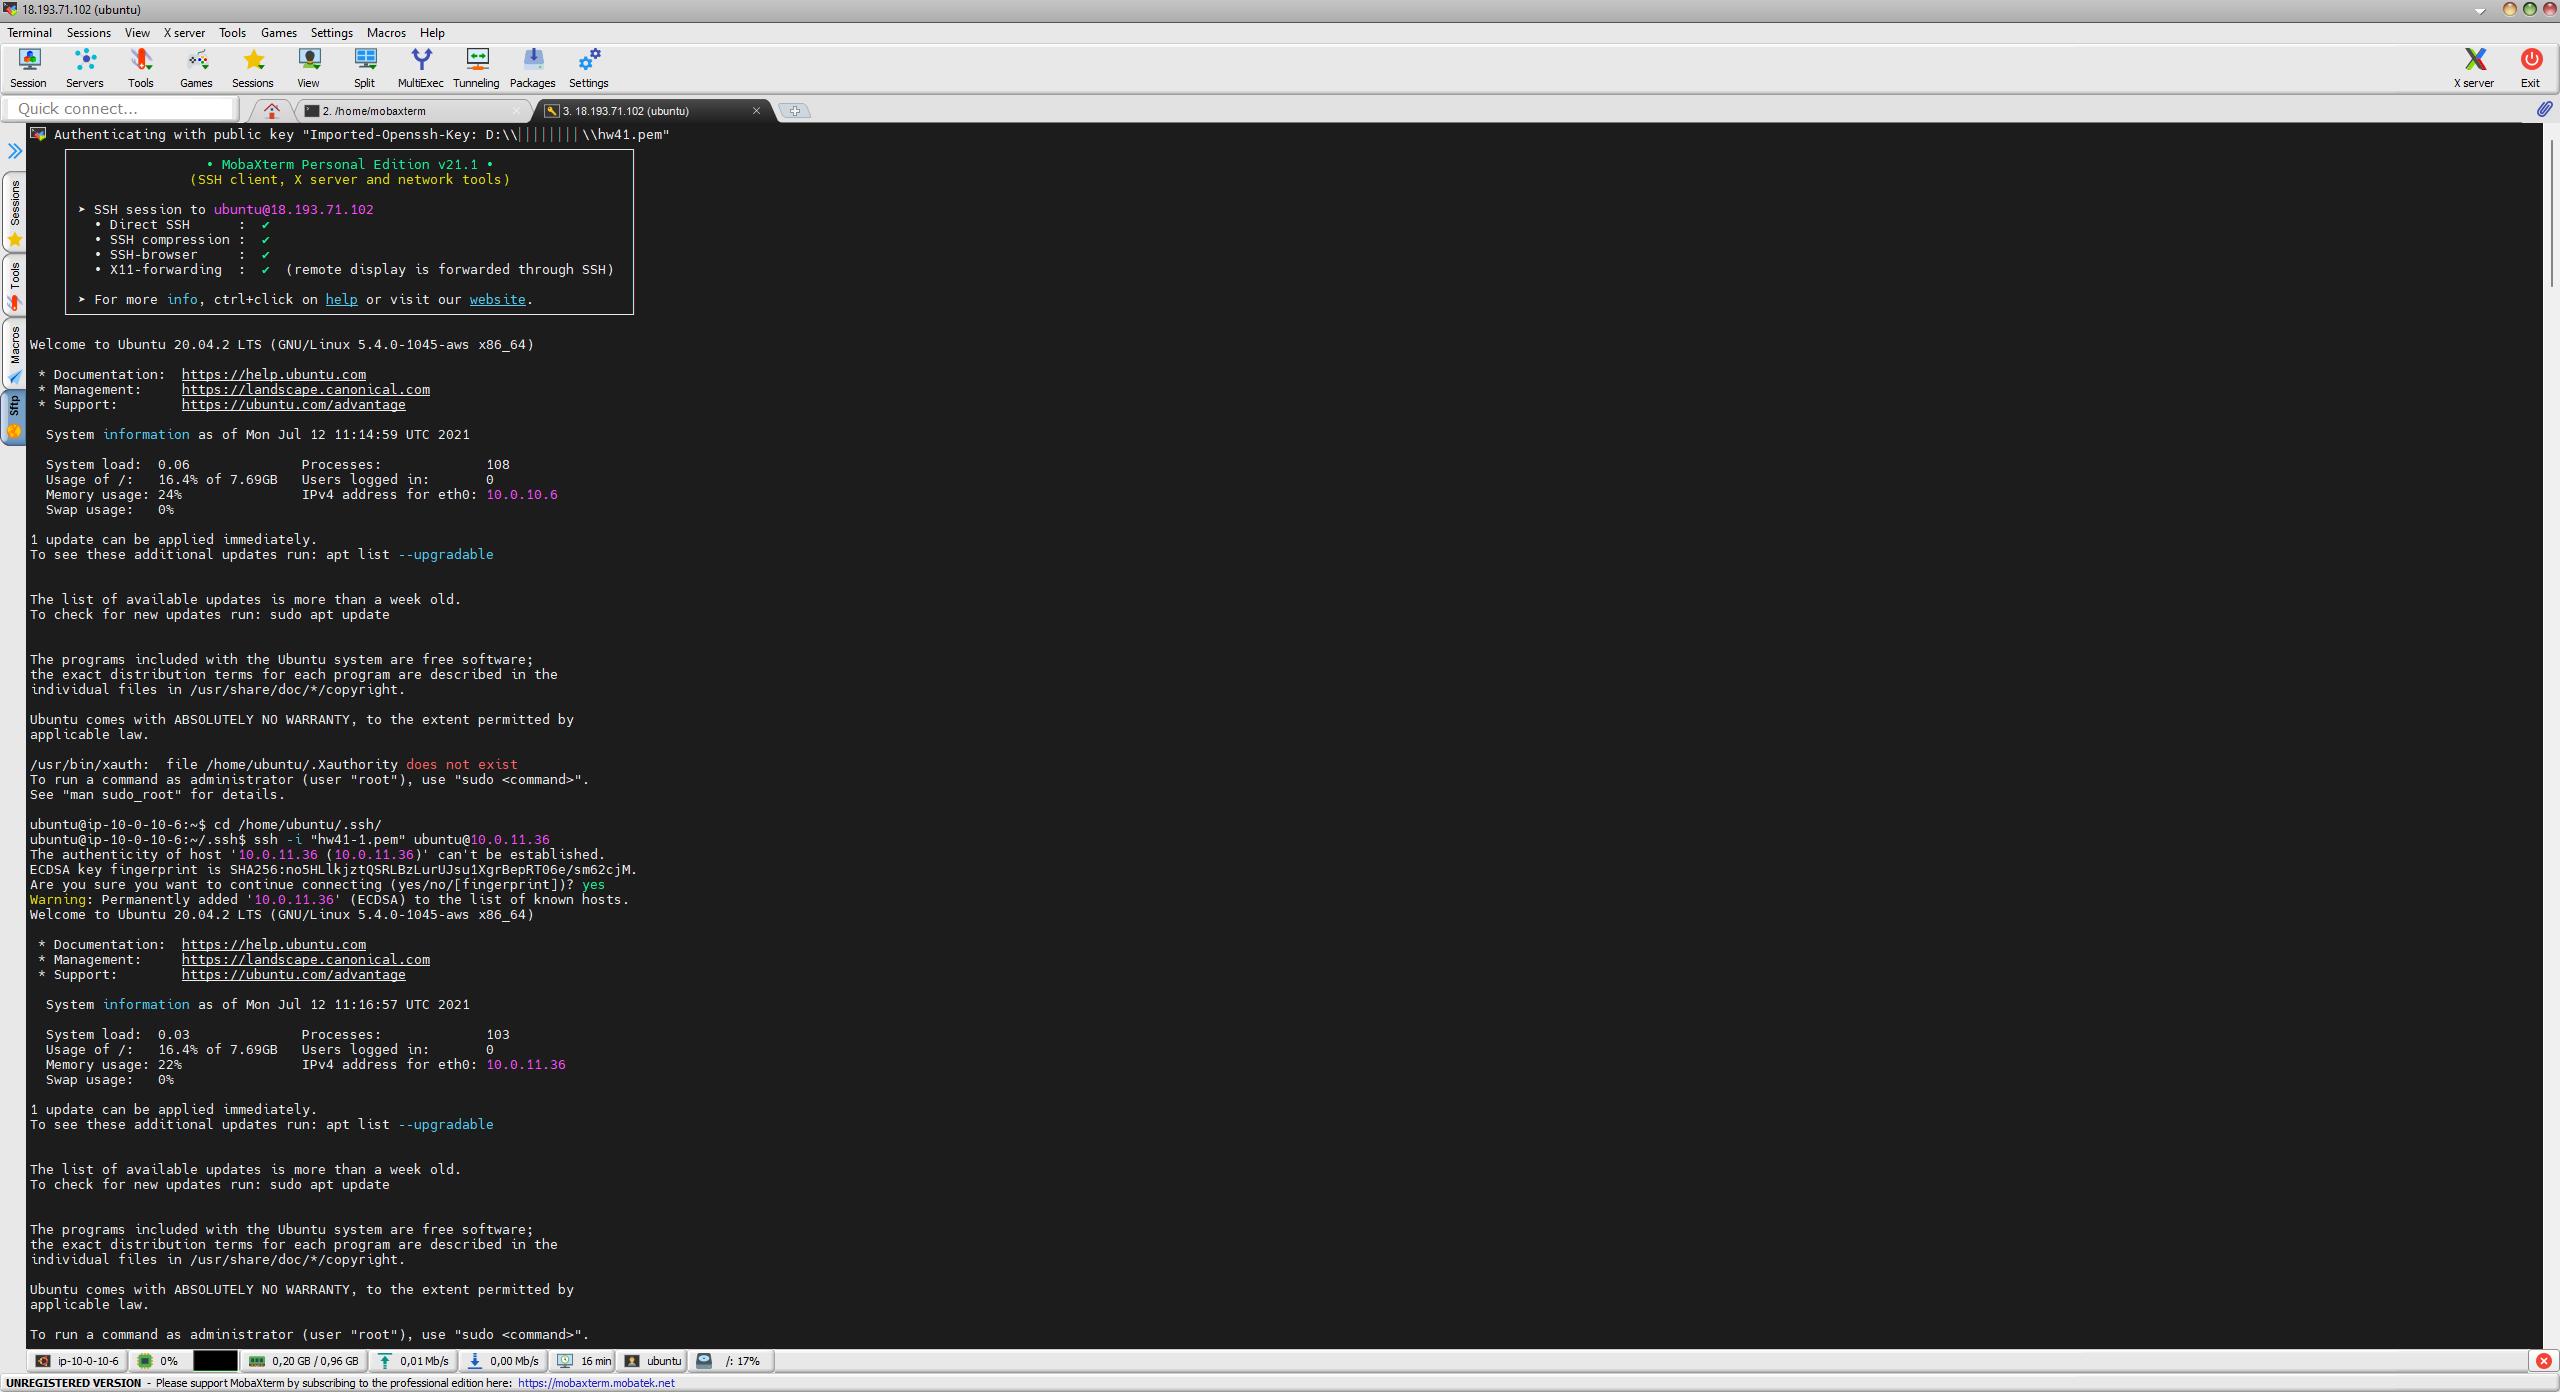 18.193.71.102 (ubuntu)
Terminal Sessions View X server Tools Games Settings Macros Help
Session Servers Tools Games Sessions View Split MultiExec Tunneling Packages Settings X server Exit
Quick connect...
2. /home/mobaxterm
3. 18.193.71.102 (ubuntu)
Sessions
Tools
Macros
Sftp
Authenticating with public key "Imported-Openssh-Key: D:\\││││││││\\hw41.pem"
• MobaXterm Personal Edition v21.1 •
(SSH client, X server and network tools)
➤ SSH session to ubuntu@18.193.71.102
• Direct SSH : ✔
• SSH compression : ✔
• SSH-browser : ✔
• X11-forwarding : ✔ (remote display is forwarded through SSH)
➤ For more info, ctrl+click on help or visit our website.
Welcome to Ubuntu 20.04.2 LTS (GNU/Linux 5.4.0-1045-aws x86_64)
* Documentation: https://help.ubuntu.com
* Management: https://landscape.canonical.com
* Support: https://ubuntu.com/advantage
System information as of Mon Jul 12 11:14:59 UTC 2021
System load: 0.06 Processes: 108
Usage of /: 16.4% of 7.69GB Users logged in: 0
Memory usage: 24% IPv4 address for eth0: 10.0.10.6
Swap usage: 0%
1 update can be applied immediately.
To see these additional updates run: apt list --upgradable
The list of available updates is more than a week old.
To check for new updates run: sudo apt update
The programs included with the Ubuntu system are free software;
the exact distribution terms for each program are described in the
individual files in /usr/share/doc/*/copyright.
Ubuntu comes with ABSOLUTELY NO WARRANTY, to the extent permitted by
applicable law.
/usr/bin/xauth: file /home/ubuntu/.Xauthority does not exist
To run a command as administrator (user "root"), use "sudo <command>".
See "man sudo_root" for details.
ubuntu@ip-10-0-10-6:~$ cd /home/ubuntu/.ssh/
ubuntu@ip-10-0-10-6:~/.ssh$ ssh -i "hw41-1.pem" ubuntu@10.0.11.36
The authenticity of host '10.0.11.36 (10.0.11.36)' can't be established.
ECDSA key fingerprint is SHA256:no5HLlkjztQSRLBzLurUJsu1XgrBepRT06e/sm62cjM.
Are you sure you want to continue connecting (yes/no/[fingerprint])? yes
Warning: Permanently added '10.0.11.36' (ECDSA) to the list of known hosts.
Welcome to Ubuntu 20.04.2 LTS (GNU/Linux 5.4.0-1045-aws x86_64)
* Documentation: https://help.ubuntu.com
* Management: https://landscape.canonical.com
* Support: https://ubuntu.com/advantage
System information as of Mon Jul 12 11:16:57 UTC 2021
System load: 0.03 Processes: 103
Usage of /: 16.4% of 7.69GB Users logged in: 0
Memory usage: 22% IPv4 address for eth0: 10.0.11.36
Swap usage: 0%
1 update can be applied immediately.
To see these additional updates run: apt list --upgradable
The list of available updates is more than a week old.
To check for new updates run: sudo apt update
The programs included with the Ubuntu system are free software;
the exact distribution terms for each program are described in the
individual files in /usr/share/doc/*/copyright.
Ubuntu comes with ABSOLUTELY NO WARRANTY, to the extent permitted by
applicable law.
To run a command as administrator (user "root"), use "sudo <command>".
ip-10-0-10-6 0% 0,20 GB / 0,96 GB 0,01 Mb/s 0,00 Mb/s 16 min ubuntu /: 17%
UNREGISTERED VERSION - Please support MobaXterm by subscribing to the professional edition here: https://mobaxterm.mobatek.net